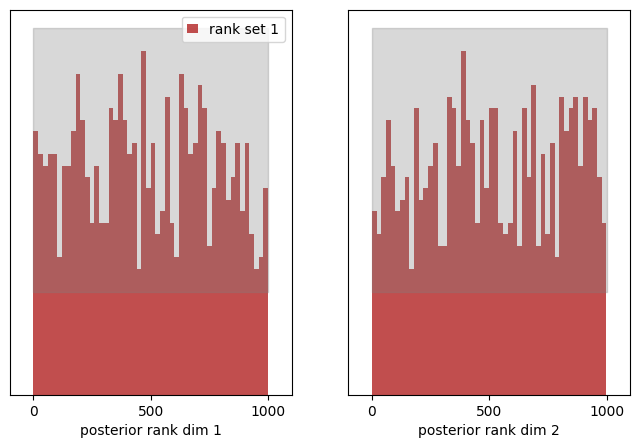 rank set 1
0 500 1000
posterior rank dim 1
0 500 1000
posterior rank dim 2